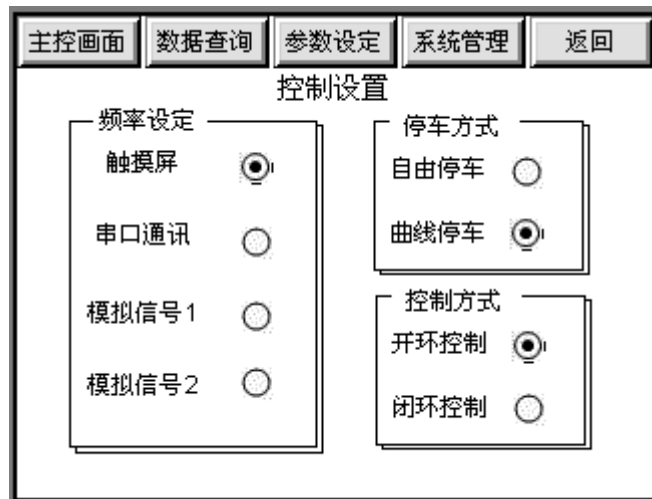 主控画面 数据查询 参数设定 系统管理 返回
控制设置
频率设定
触摸屏
串口通讯
模拟信号1
模拟信号2
停车方式
自由停车
曲线停车
控制方式
开环控制
闭环控制